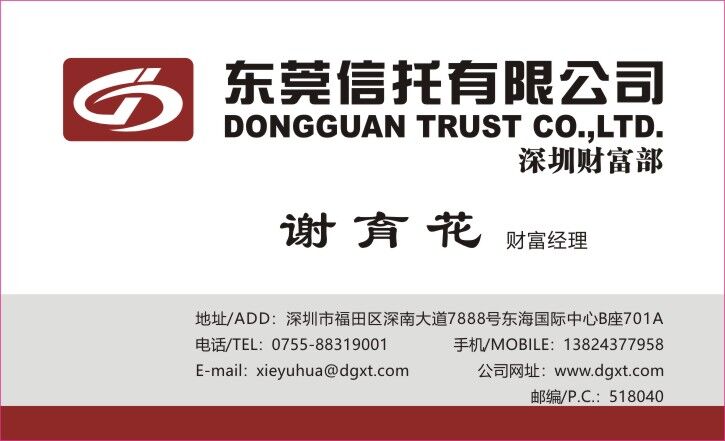 东莞信托有限公司
DONGGUAN TRUST CO.,LTD.
深圳财富部
谢育花 财富经理
地址/ADD：深圳市福田区深南大道7888号东海国际中心B座701A
电话/TEL：0755-88319001 手机/MOBILE：13824377958
E-mail：xieyuhua@dgxt.com 公司网址：www.dgxt.com
邮编/P.C.：518040